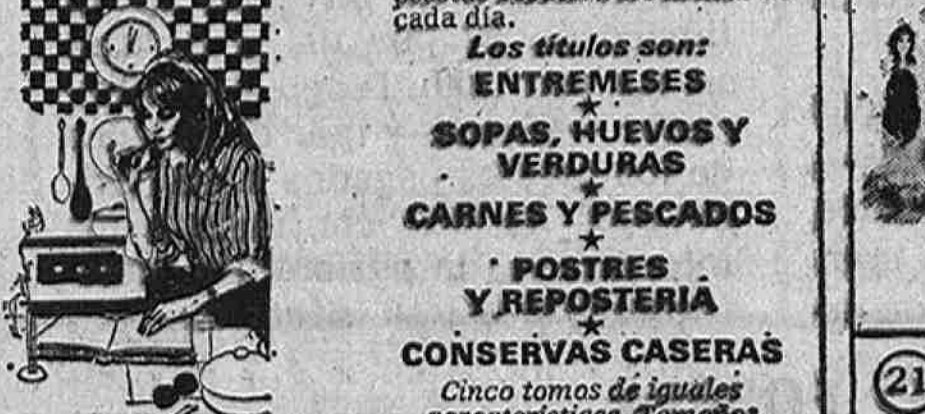 cada día.
Los títulos son:
ENTREMESES
SOPAS, HUEVOS Y
VERDURAS
CARNES Y PESCADOS
POSTRES
Y REPOSTERIA
CONSERVAS CASERAS
Cinco tomos de iguales
21